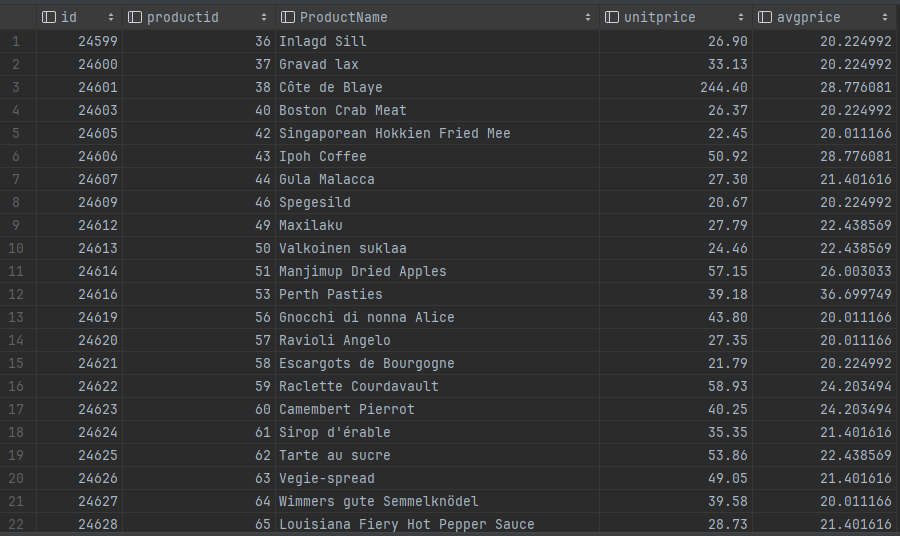 id productid ProductName unitprice avgprice
1 24599 36 Inlagd Sill 26.90 20.224992
2 24600 37 Gravad lax 33.13 20.224992
3 24601 38 Côte de Blaye 244.40 28.776081
4 24603 40 Boston Crab Meat 26.37 20.224992
5 24605 42 Singaporean Hokkien Fried Mee 22.45 20.011166
6 24606 43 Ipoh Coffee 50.92 28.776081
7 24607 44 Gula Malacca 27.30 21.401616
8 24609 46 Spegesild 20.67 20.224992
9 24612 49 Maxilaku 27.79 22.438569
10 24613 50 Valkoinen suklaa 24.46 22.438569
11 24614 51 Manjimup Dried Apples 57.15 26.003033
12 24616 53 Perth Pasties 39.18 36.699749
13 24619 56 Gnocchi di nonna Alice 43.80 20.011166
14 24620 57 Ravioli Angelo 27.35 20.011166
15 24621 58 Escargots de Bourgogne 21.79 20.224992
16 24622 59 Raclette Courdavault 58.93 24.203494
17 24623 60 Camembert Pierrot 40.25 24.203494
18 24624 61 Sirop d'érable 35.35 21.401616
19 24625 62 Tarte au sucre 53.86 22.438569
20 24626 63 Vegie-spread 49.05 21.401616
21 24627 64 Wimmers gute Semmelknödel 39.58 20.011166
22 24628 65 Louisiana Fiery Hot Pepper Sauce 28.73 21.401616